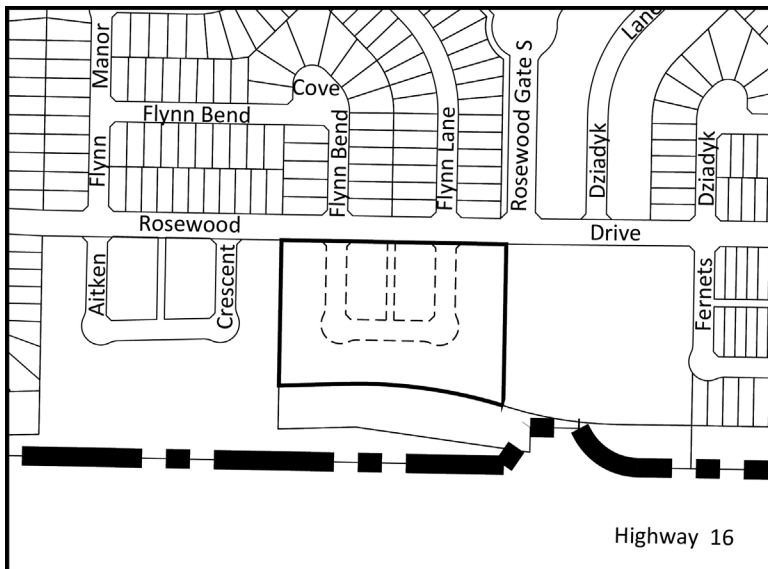 Manor
Flynn
Flynn Bend
Cove
Flynn Bend
Flynn Lane
Rosewood Gate S
Lane
Dziadyk
Dziadyk
Rosewood
Drive
Aitken
Crescent
Fernets
Highway 16